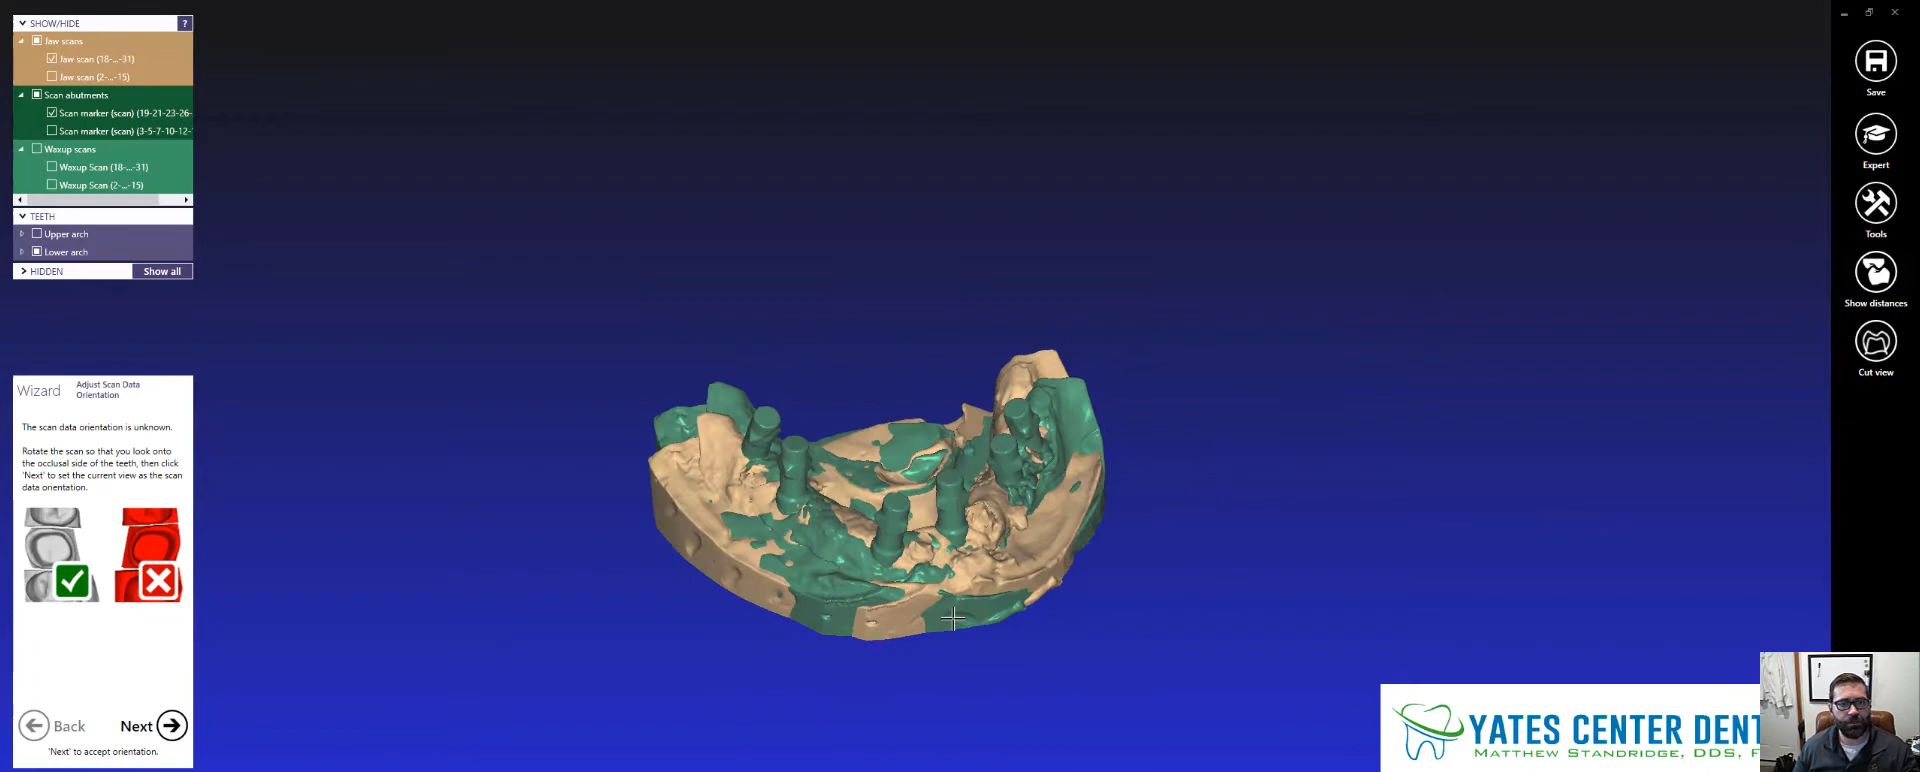 SHOW/HIDE ?
Jaw scans
Jaw scan (18-...-31)
Jaw scan (2-...-15)
Scan abutments
Scan marker (scan) (19-21-23-26-
Scan marker (scan) (3-5-7-10-12-
Waxup scans
Waxup Scan (18-...-31)
Waxup Scan (2-...-15)
TEETH
Upper arch
Lower arch
HIDDEN Show all
Wizard Adjust Scan Data
Orientation
The scan data orientation is unknown.
Rotate the scan so that you look onto
the occlusal side of the teeth, then click
'Next' to set the current view as the scan
data orientation.
Back Next
'Next' to accept orientation.
Save
Expert
Tools
Show distances
Cut view
YATES CENTER DENT
MATTHEW STANDRIDGE, DDS, F